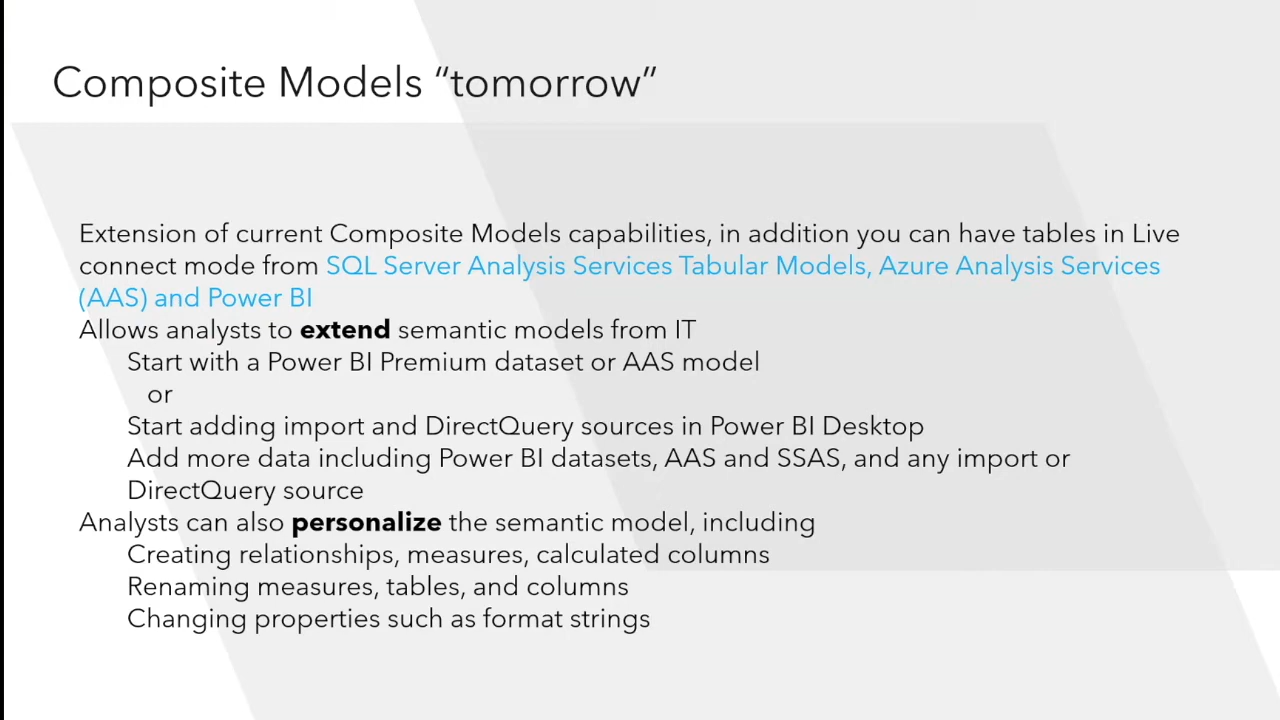 Composite Models “tomorrow”
Extension of current Composite Models capabilities, in addition you can have tables in Live
connect mode from SQL Server Analysis Services Tabular Models, Azure Analysis Services
(AAS) and Power BI
Allows analysts to extend semantic models from IT
Start with a Power BI Premium dataset or AAS model
or
Start adding import and DirectQuery sources in Power BI Desktop
Add more data including Power BI datasets, AAS and SSAS, and any import or
DirectQuery source
Analysts can also personalize the semantic model, including
Creating relationships, measures, calculated columns
Renaming measures, tables, and columns
Changing properties such as format strings